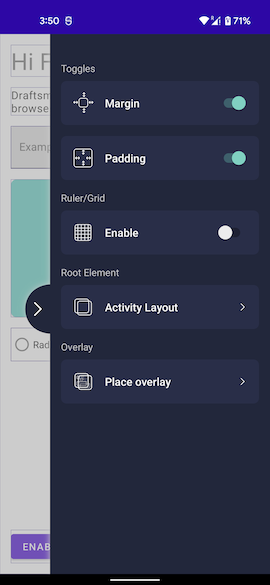 3:50
71%
Hi F
Draftsm
browse
Examp
Rad
ENAB
Toggles
Margin
Padding
Ruler/Grid
Enable
Root Element
Activity Layout
Overlay
Place overlay